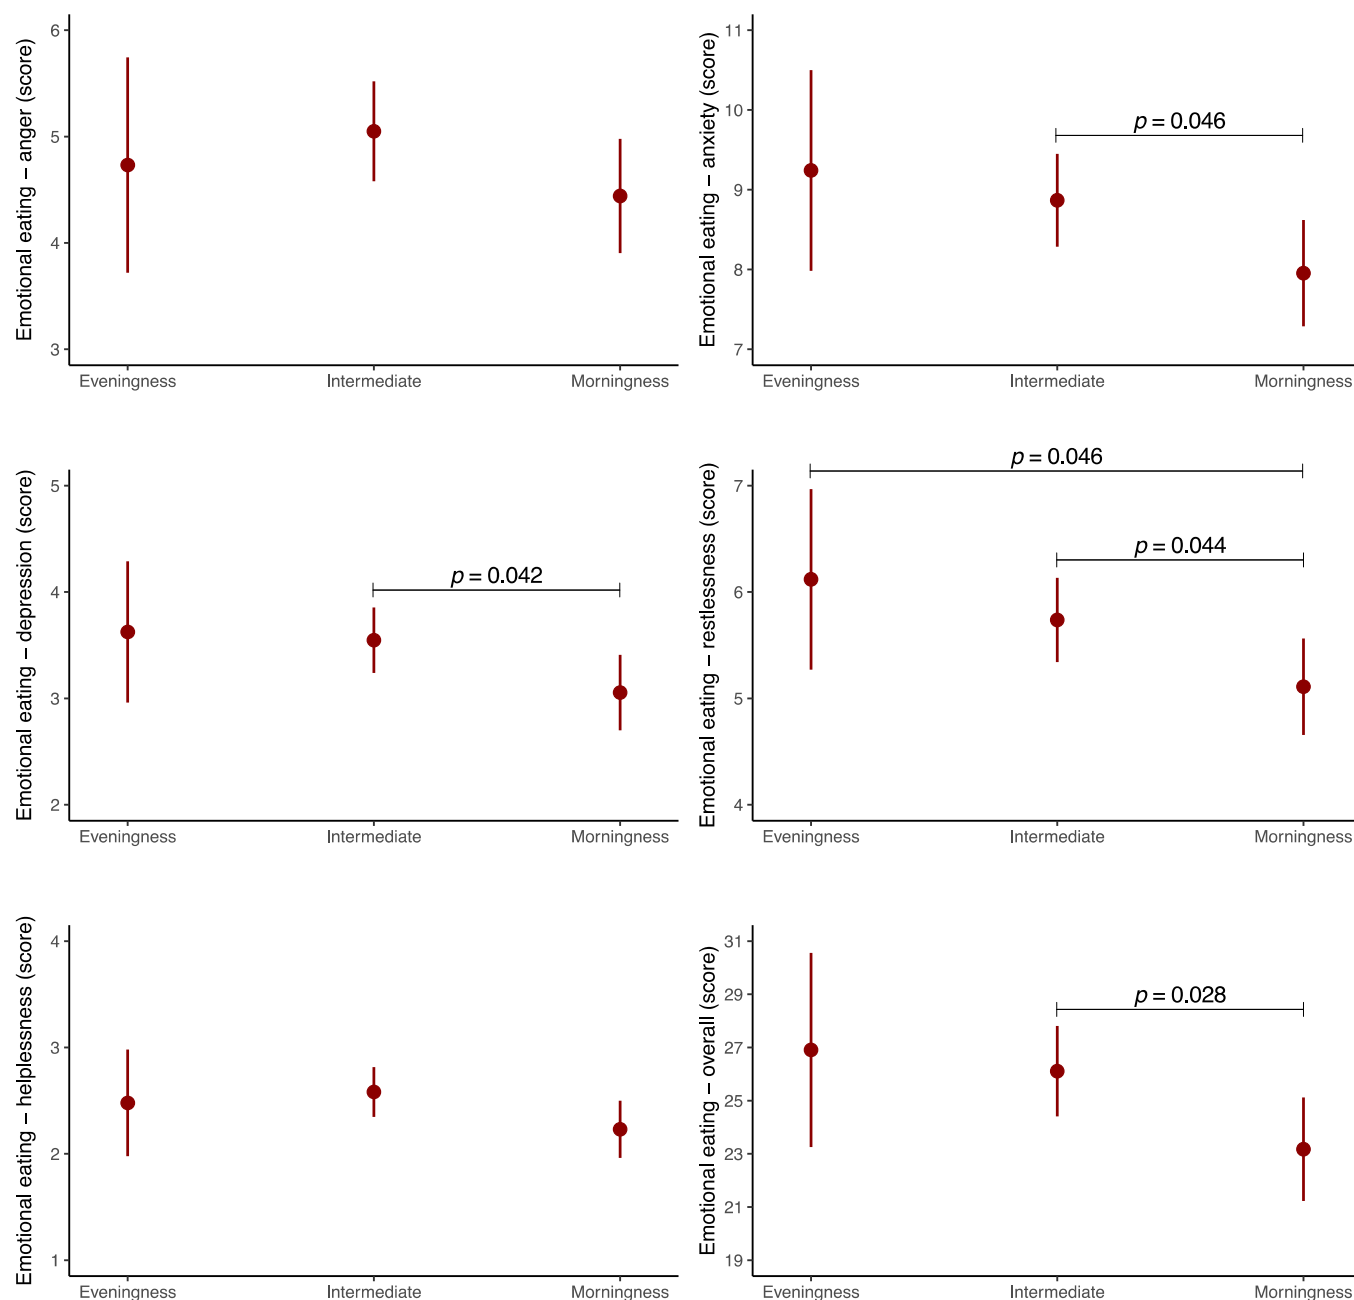 Emotional eating – anger (score)
6
5
4
3
Eveningness Intermediate Morningness
Emotional eating – anxiety (score)
11
10
9
8
7
p = 0.046
Eveningness Intermediate Morningness
Emotional eating – depression (score)
5
4
3
2
p = 0.042
Eveningness Intermediate Morningness
Emotional eating – restlessness (score)
7
6
5
4
p = 0.046
p = 0.044
Eveningness Intermediate Morningness
Emotional eating – helplessness (score)
4
3
2
1
Eveningness Intermediate Morningness
Emotional eating – overall (score)
31
29
27
25
23
21
19
p = 0.028
Eveningness Intermediate Morningness